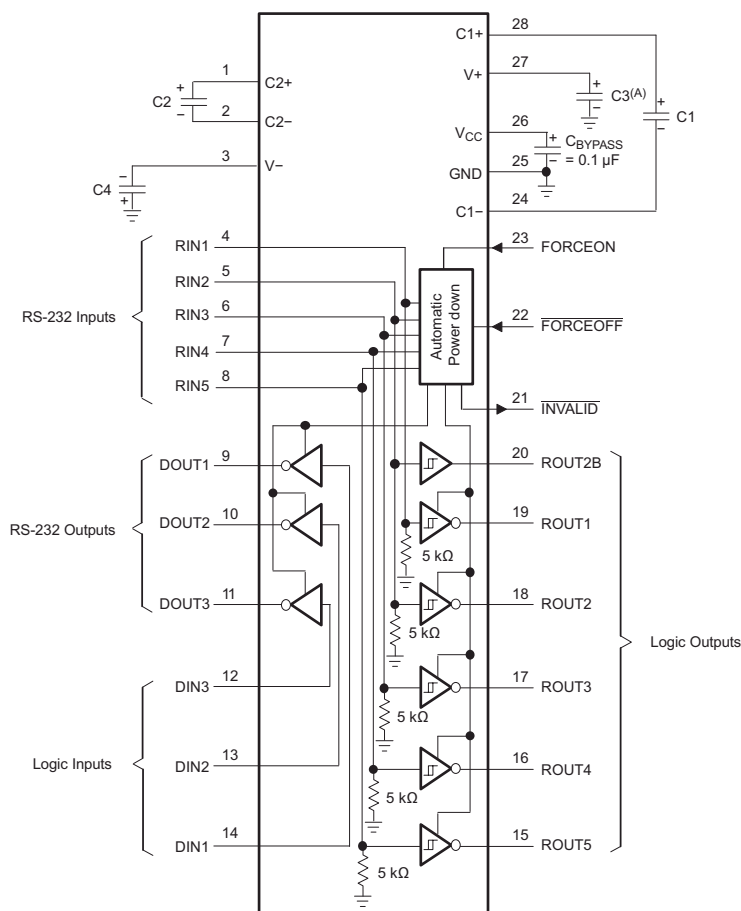 28
C1+
27
V+
C3(A)
C1
1
C2+
C2
2
C2−
26
VCC
CBYPASS
= 0.1 µF
3
V−
25
GND
C4
24
C1−
RS-232 Inputs
RIN1 4
RIN2 5
RIN3 6
RIN4 7
RIN5 8
Automatic
Power down
23 FORCEON
22 FORCEOFF
21 INVALID
RS-232 Outputs
DOUT1 9
DOUT2 10
DOUT3 11
20 ROUT2B
19 ROUT1
5 kΩ
18 ROUT2
5 kΩ
Logic Outputs
Logic Inputs
DIN3 12
17 ROUT3
5 kΩ
DIN2 13
16 ROUT4
5 kΩ
DIN1 14
15 ROUT5
5 kΩ